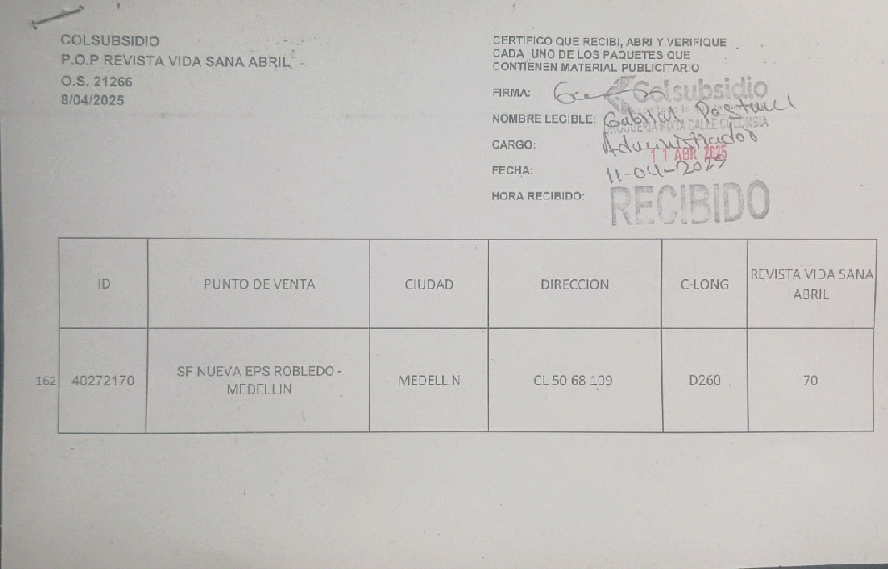 COLSUBSIDIO
P.O.P REVISTA VIDA SANA ABRIL
O.S. 21266
8/04/2025
CERTIFICO QUE RECIBI, ABRI Y VERIFIQUE
CADA UNO DE LOS PAQUETES QUE
CONTIENEN MATERIAL PUBLICITARIO
FIRMA:
Colsubsidio
NOMBRE LECIBLE: Gabriel
CARGO: Administrador
11 ABR 2025
FECHA: 11-04-2025
HORA RECIBIDO:
RECIBIDO
ID PUNTO DE VENTA CIUDAD DIRECCION C-LONG REVISTA VIDA SANA ABRIL
162 40272170 SF NUEVA EPS ROBLEDO - MEDELLIN MEDELLIN CL 50 68 109 D260 70